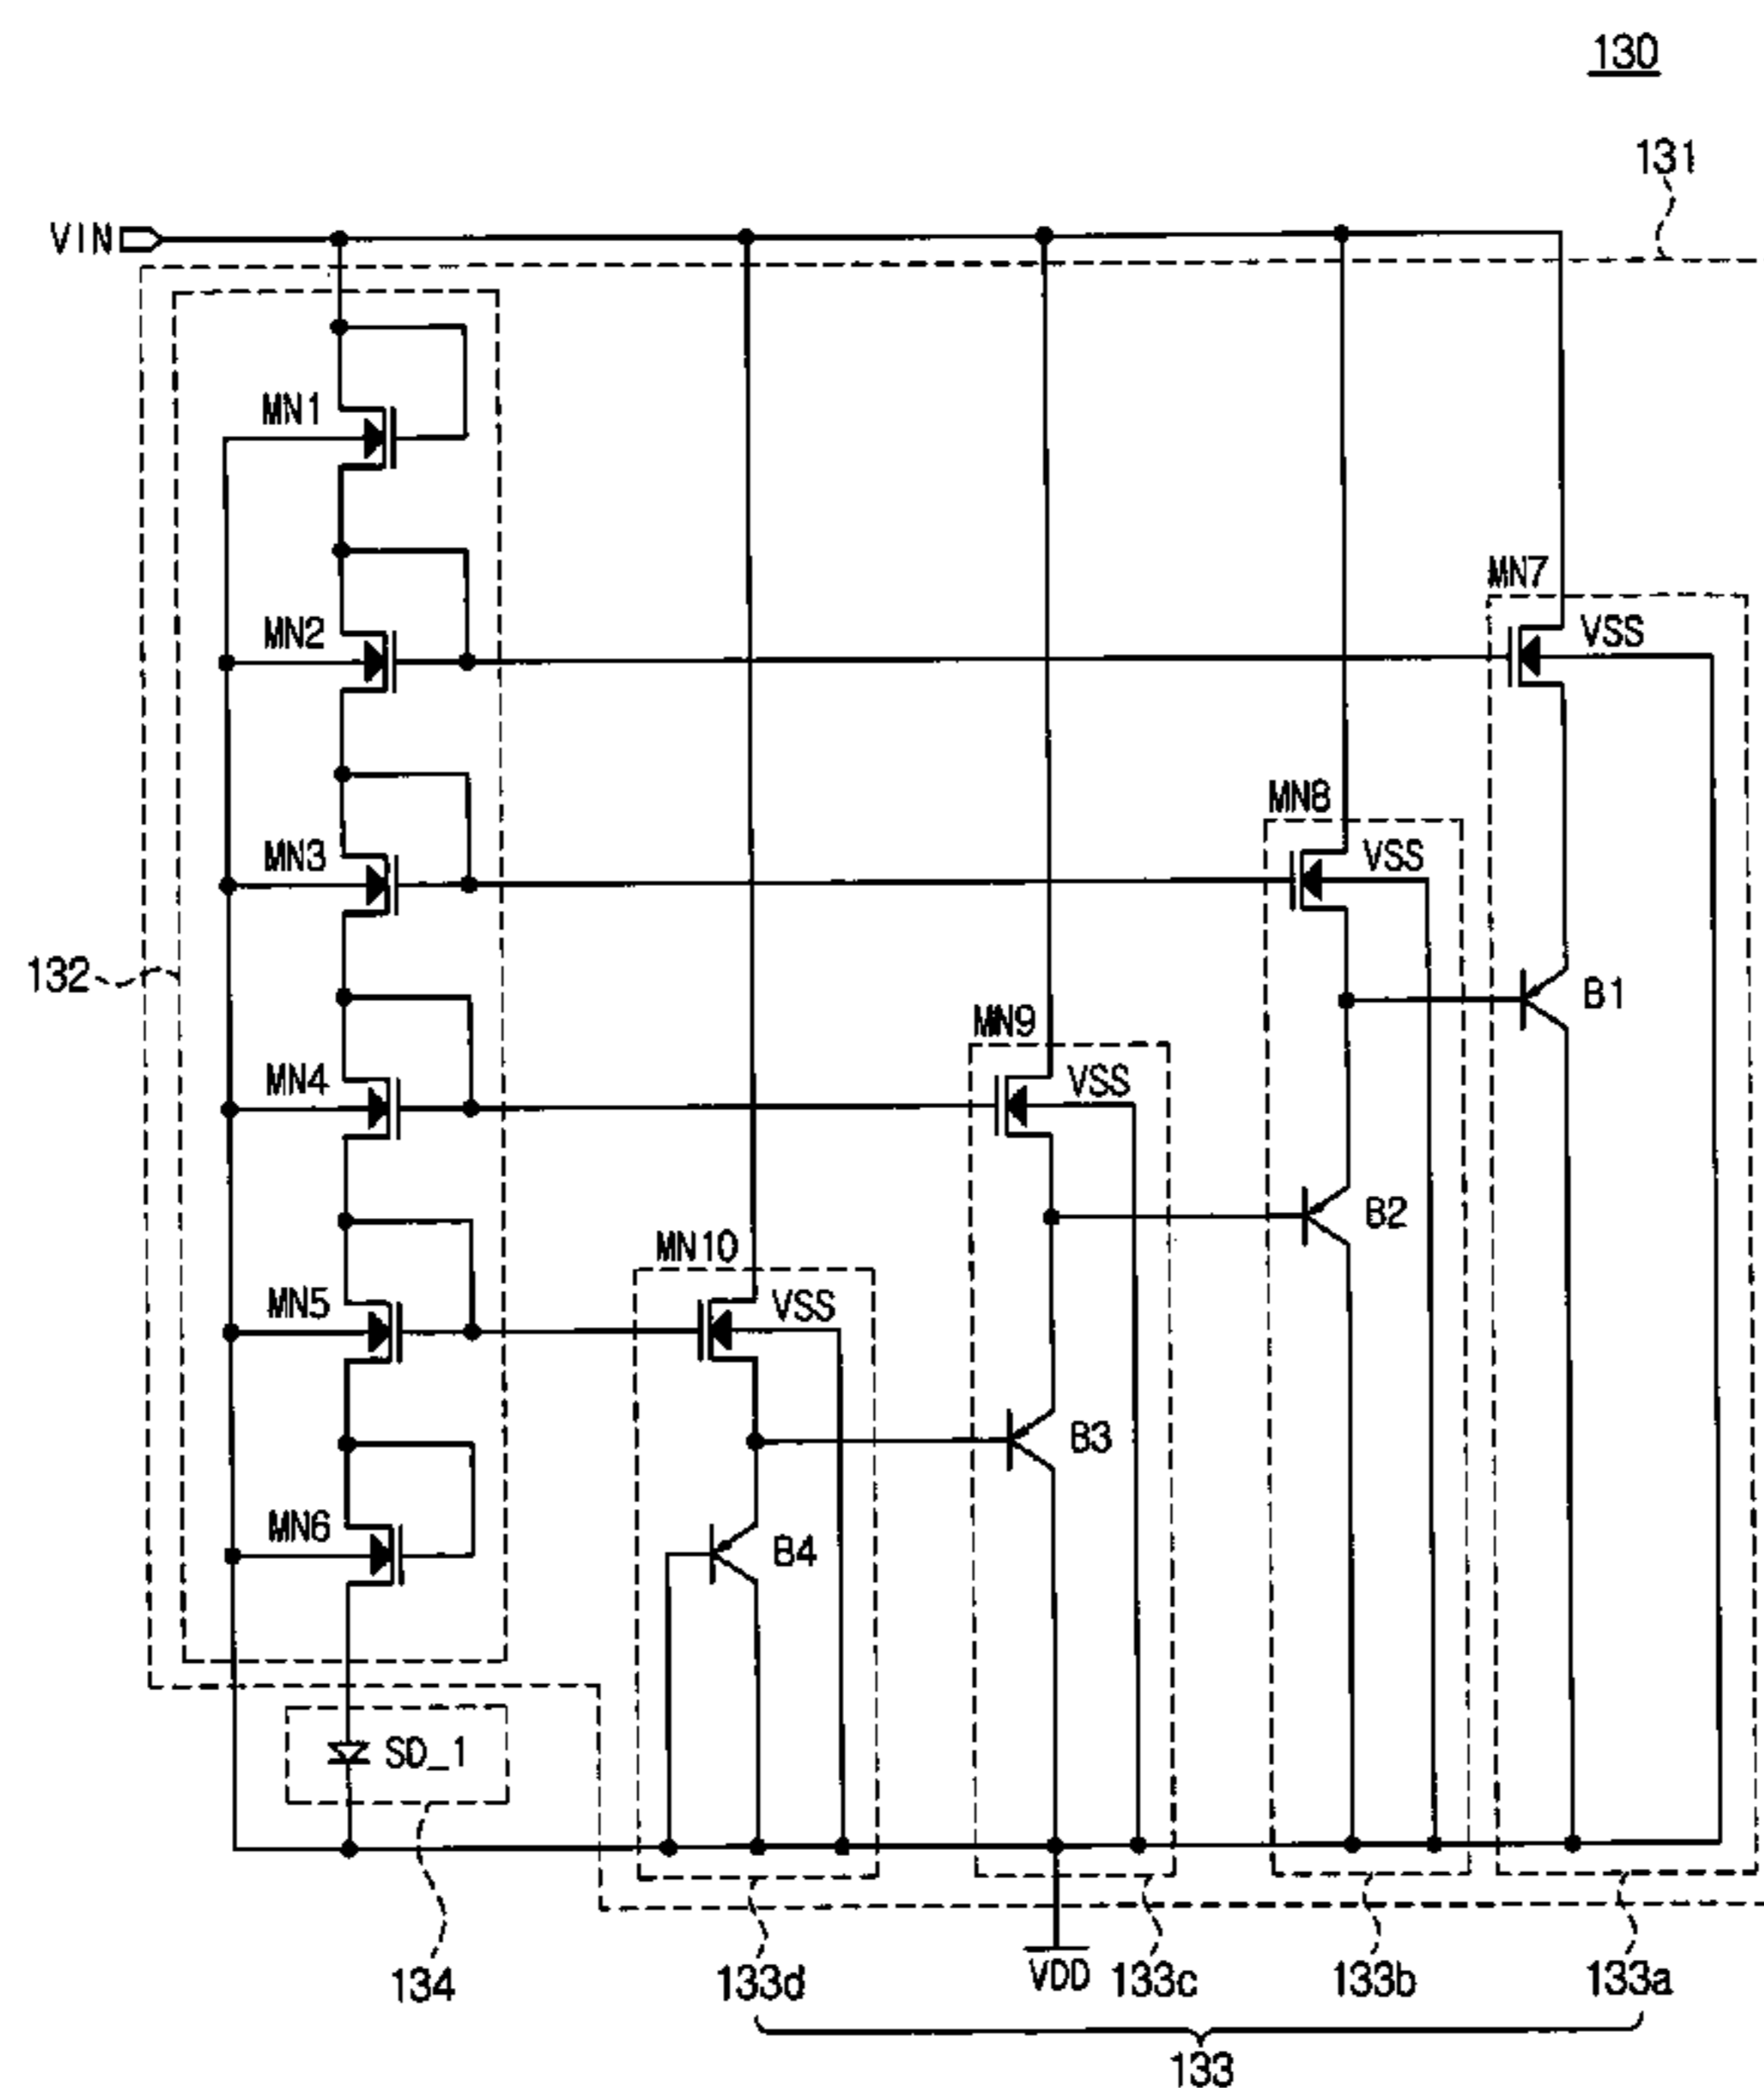 130
131
VIN
MN1
MN7
MN2
VSS
MN8
MN3
VSS
132
B1
MN9
MN4
VSS
B2
MN10
MN5
VSS
B3
MN6
B4
SD_1
134
133d
VDD
133c
133b
133a
133